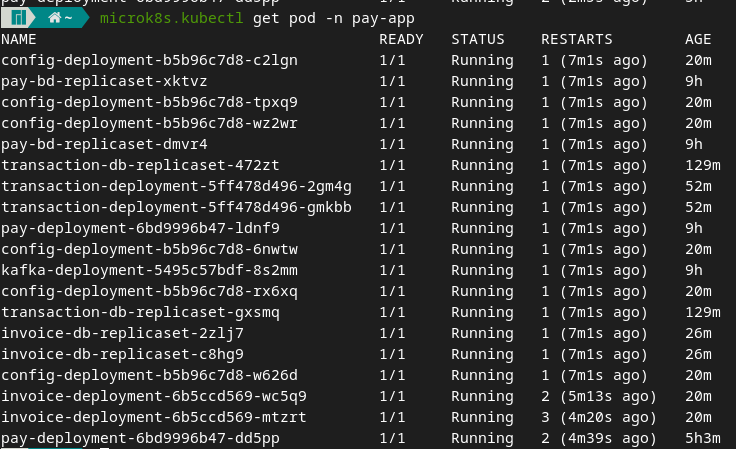 ~ microk8s.kubectl get pod -n pay-app
NAME READY STATUS RESTARTS AGE
config-deployment-b5b96c7d8-c2lgn 1/1 Running 1 (7m1s ago) 20m
pay-bd-replicaset-xktvz 1/1 Running 1 (7m1s ago) 9h
config-deployment-b5b96c7d8-tpxq9 1/1 Running 1 (7m1s ago) 20m
config-deployment-b5b96c7d8-wz2wr 1/1 Running 1 (7m1s ago) 20m
pay-bd-replicaset-dmvr4 1/1 Running 1 (7m1s ago) 9h
transaction-db-replicaset-472zt 1/1 Running 1 (7m1s ago) 129m
transaction-deployment-5ff478d496-2gm4g 1/1 Running 1 (7m1s ago) 52m
transaction-deployment-5ff478d496-gmkbb 1/1 Running 1 (7m1s ago) 52m
pay-deployment-6bd9996b47-ldnf9 1/1 Running 1 (7m1s ago) 9h
config-deployment-b5b96c7d8-6nwtw 1/1 Running 1 (7m1s ago) 20m
kafka-deployment-5495c57bdf-8s2mm 1/1 Running 1 (7m1s ago) 9h
config-deployment-b5b96c7d8-rx6xq 1/1 Running 1 (7m1s ago) 20m
transaction-db-replicaset-gxsmq 1/1 Running 1 (7m1s ago) 129m
invoice-db-replicaset-2zlj7 1/1 Running 1 (7m1s ago) 26m
invoice-db-replicaset-c8hg9 1/1 Running 1 (7m1s ago) 26m
config-deployment-b5b96c7d8-w626d 1/1 Running 1 (7m1s ago) 20m
invoice-deployment-6b5ccd569-wc5q9 1/1 Running 2 (5m13s ago) 20m
invoice-deployment-6b5ccd569-mtzrt 1/1 Running 3 (4m20s ago) 20m
pay-deployment-6bd9996b47-dd5pp 1/1 Running 2 (4m39s ago) 5h3m